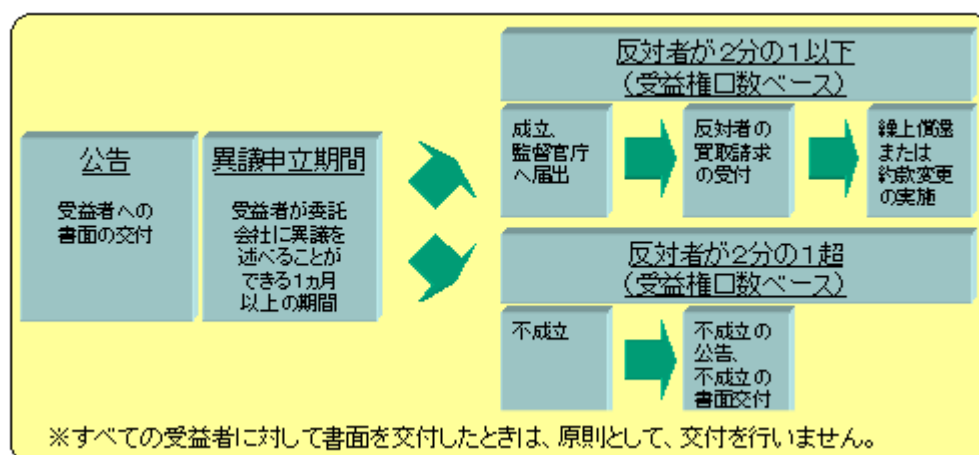 公告
受益者への
書面の交付
異議申立期間
受益者が委託
会社に異議を
述べることが
できる1ヵ月
以上の期間
反対者が2分の1以下
(受益権口数ベース)
成立、
監督官庁
へ届出
反対者の
買取請求
の受付
繰上償還
または
約款変更
の実施
反対者が2分の1超
(受益権口数ベース)
不成立
不成立の
公告、
不成立の
書面交付
※すべての受益者に対して書面を交付したときは、原則として、交付を行いません。